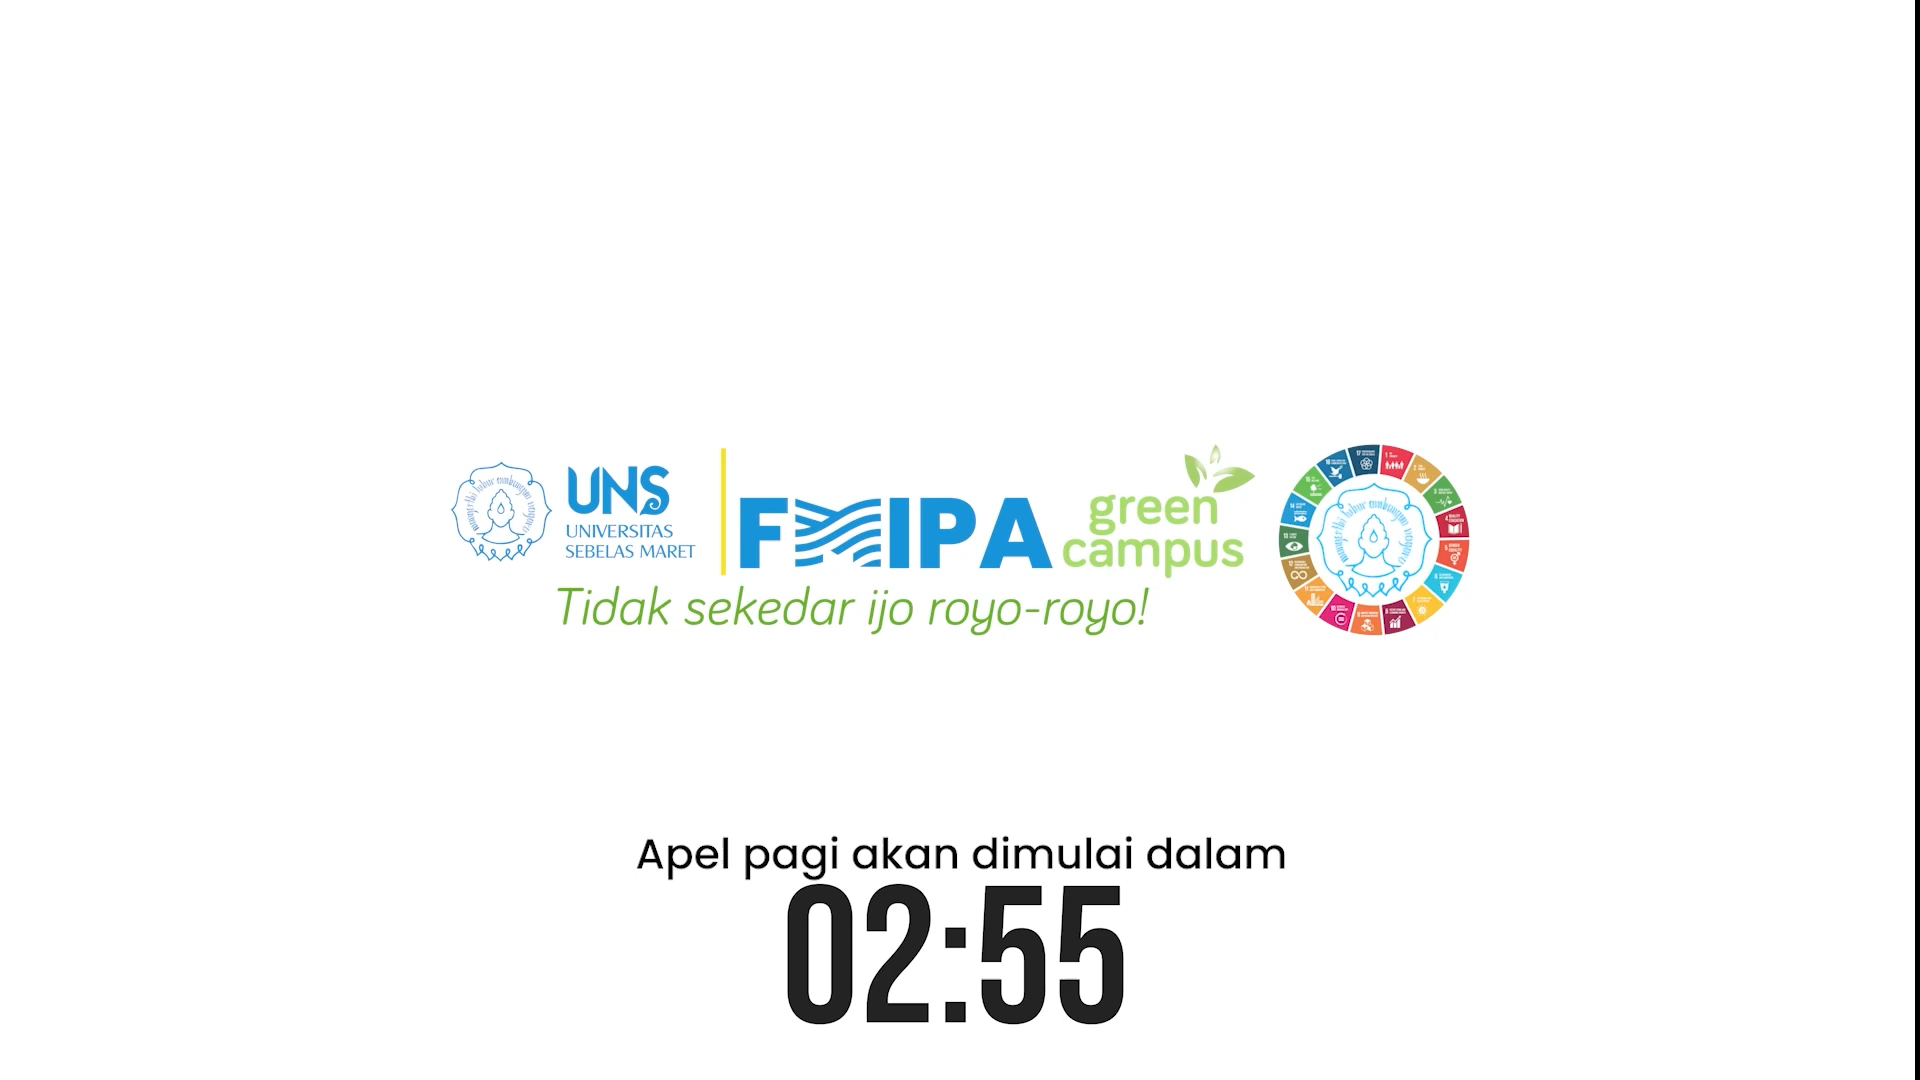 UNS
UNIVERSITAS
SEBELAS MARET
FMIPA
green
campus
Tidak sekedar ijo royo-royo!
Apel pagi akan dimulai dalam
02:55